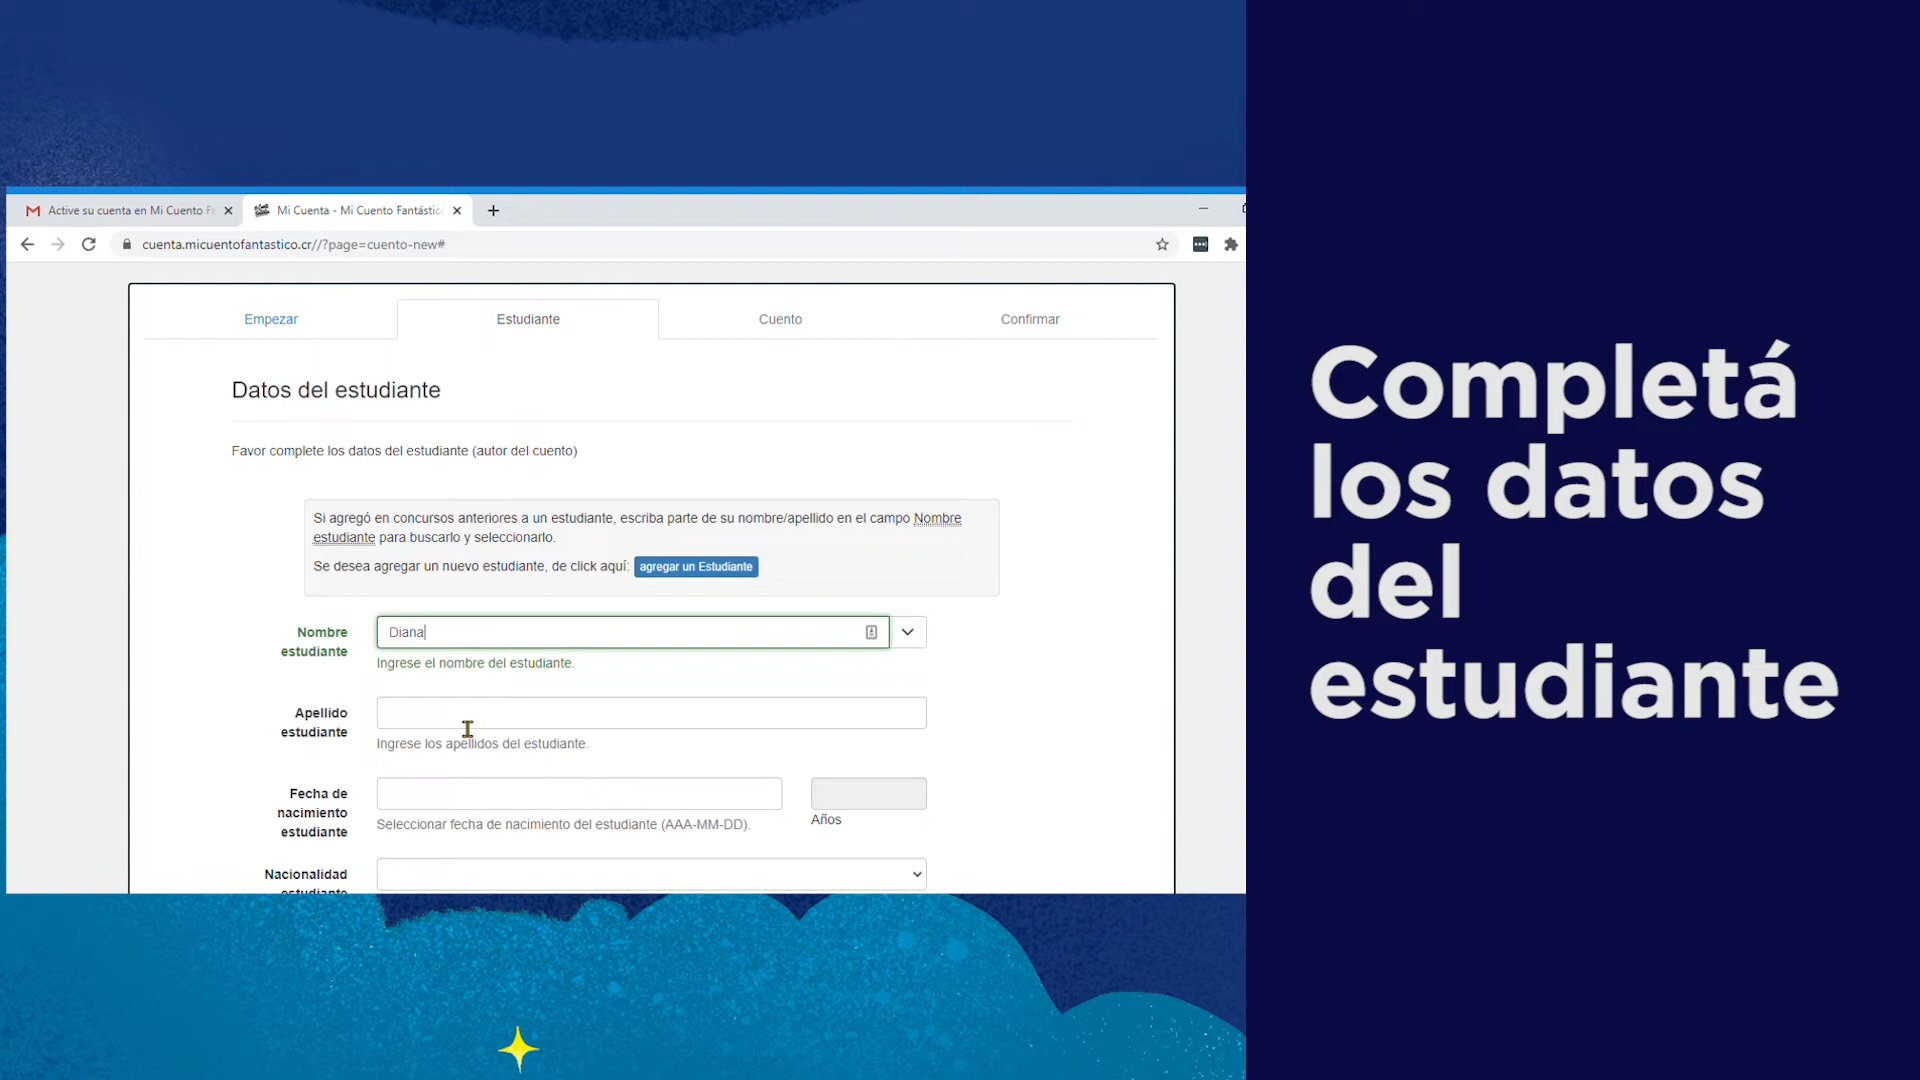 Active su cuenta en Mi Cuento Fa
Mi Cuenta - Mi Cuento Fantástic
cuenta.micuentofantastico.cr//?page=cuento-new#
Empezar
Estudiante
Cuento
Confirmar
Datos del estudiante
Favor complete los datos del estudiante (autor del cuento)
Si agregó en concursos anteriores a un estudiante, escriba parte de su nombre/apellido en el campo Nombre
estudiante para buscarlo y seleccionarlo.
Se desea agregar un nuevo estudiante, de click aquí: agregar un Estudiante
Nombre
estudiante
Diana
Ingrese el nombre del estudiante.
Apellido
estudiante
Ingrese los apellidos del estudiante.
Fecha de
nacimiento
estudiante
Seleccionar fecha de nacimiento del estudiante (AAA-MM-DD).
Años
Nacionalidad
estudiante
Completá
los datos
del
estudiante